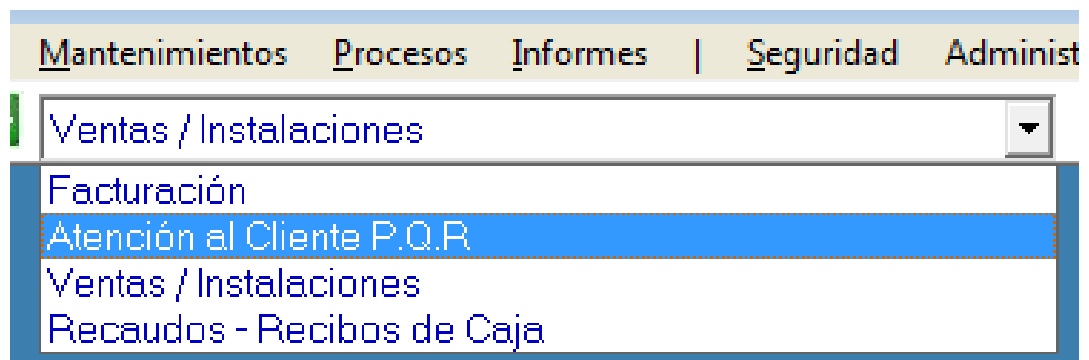 Mantenimientos Procesos Informes | Seguridad Administ
Ventas / Instalaciones
Facturación
Atención al Cliente P.Q.R
Ventas / Instalaciones
Recaudos - Recibos de Caja